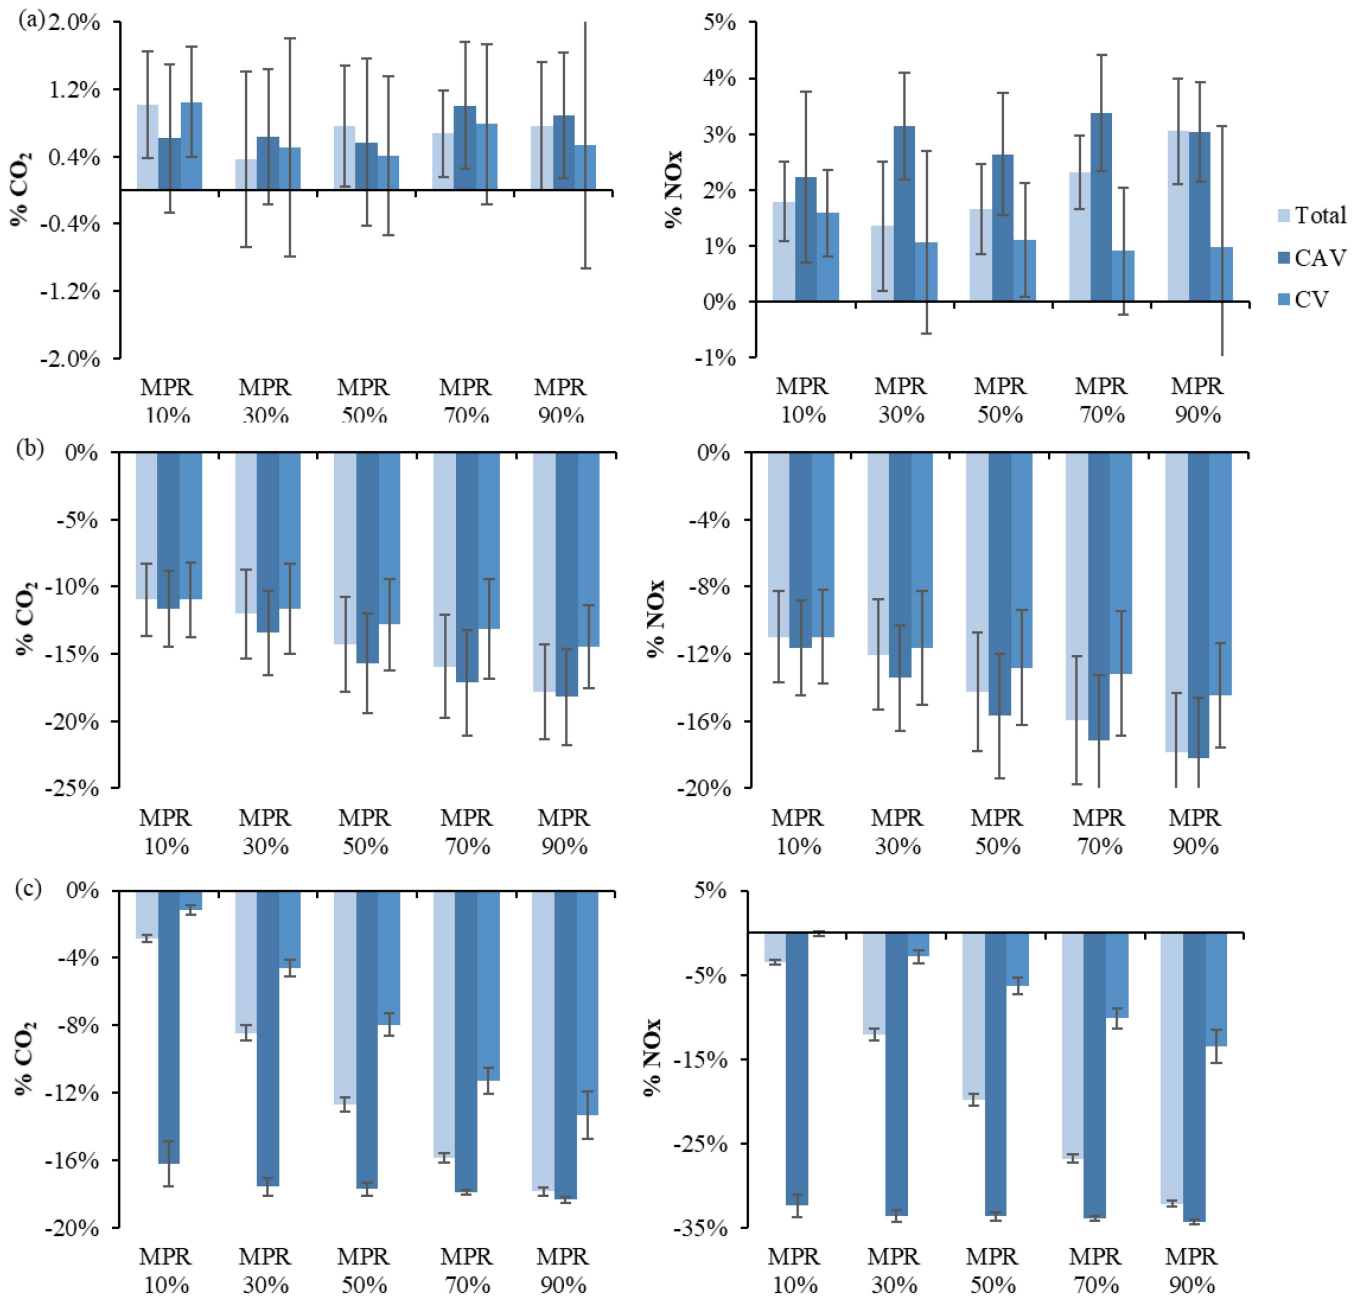 (a)
2.0%
1.2%
0.4%
-0.4%
-1.2%
-2.0%
% CO₂
MPR MPR MPR MPR MPR
10% 30% 50% 70% 90%
5%
4%
3%
2%
1%
0%
-1%
% NOx
MPR MPR MPR MPR MPR
10% 30% 50% 70% 90%
Total
CAV
CV
(b)
0%
-5%
-10%
-15%
-20%
-25%
% CO₂
MPR MPR MPR MPR MPR
10% 30% 50% 70% 90%
0%
-4%
-8%
-12%
-16%
-20%
% NOx
MPR MPR MPR MPR MPR
10% 30% 50% 70% 90%
(c)
0%
-4%
-8%
-12%
-16%
-20%
% CO₂
MPR MPR MPR MPR MPR
10% 30% 50% 70% 90%
5%
-5%
-15%
-25%
-35%
% NOx
MPR MPR MPR MPR MPR
10% 30% 50% 70% 90%